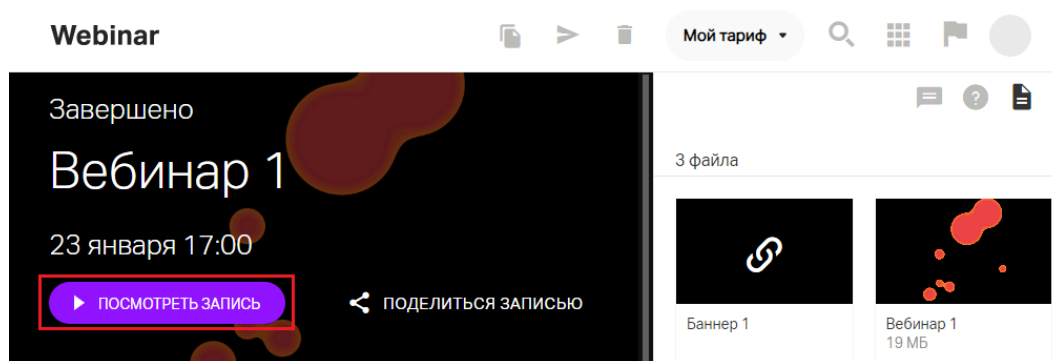 Webinar
Мой тариф
Завершено
Вебинар 1
23 января 17:00
ПОСМОТРЕТЬ ЗАПИСЬ
ПОДЕЛИТЬСЯ ЗАПИСЬЮ
?
3 файла
Баннер 1
Вебинар 1
19 МБ